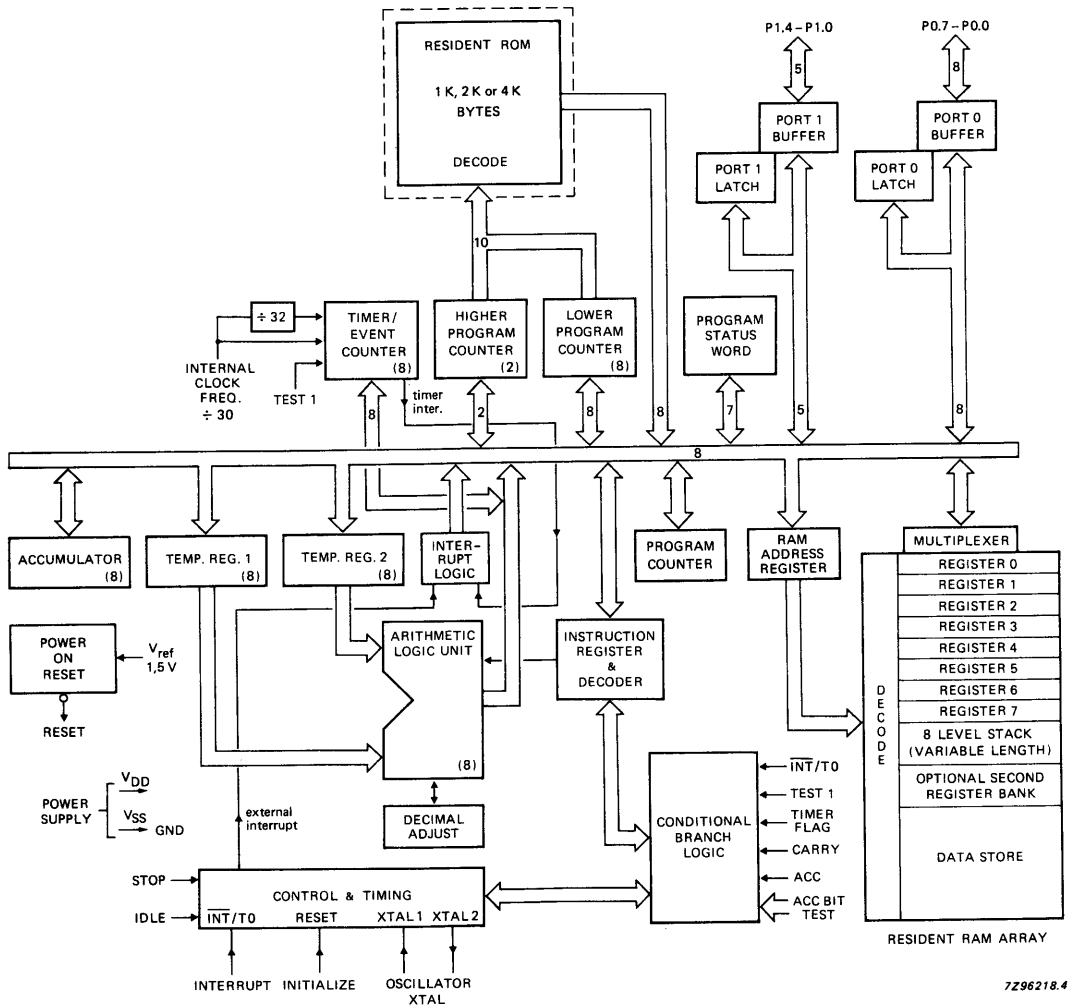 P1.4–P1.0
P0.7–P0.0
RESIDENT ROM
1 K, 2 K or 4 K
BYTES
DECODE
5
8
PORT 1
BUFFER
PORT 0
BUFFER
PORT 1
LATCH
PORT 0
LATCH
10
÷ 32
TIMER/
EVENT
COUNTER
(8)
HIGHER
PROGRAM
COUNTER
(2)
LOWER
PROGRAM
COUNTER
(8)
PROGRAM
STATUS
WORD
INTERNAL
CLOCK
FREQ.
÷ 30
TEST 1
timer
inter.
8
2
8
8
7
5
8
8
ACCUMULATOR
(8)
TEMP. REG. 1
(8)
TEMP. REG. 2
(8)
INTER-
RUPT
LOGIC
PROGRAM
COUNTER
RAM
ADDRESS
REGISTER
MULTIPLEXER
REGISTER 0
REGISTER 1
REGISTER 2
REGISTER 3
REGISTER 4
REGISTER 5
REGISTER 6
REGISTER 7
8 LEVEL STACK
(VARIABLE LENGTH)
OPTIONAL SECOND
REGISTER BANK
DATA STORE
DECODE
RESIDENT RAM ARRAY
POWER
ON
RESET
Vref
1,5 V
RESET
ARITHMETIC
LOGIC UNIT
(8)
INSTRUCTION
REGISTER
&
DECODER
DECIMAL
ADJUST
POWER
SUPPLY
VDD
VSS
GND
external
interrupt
CONDITIONAL
BRANCH
LOGIC
INT/T0
TEST 1
TIMER
FLAG
CARRY
ACC
ACC BIT
TEST
STOP
IDLE
CONTROL & TIMING
INT/T0 RESET XTAL 1 XTAL 2
INTERRUPT
INITIALIZE
OSCILLATOR
XTAL
7Z96218.4